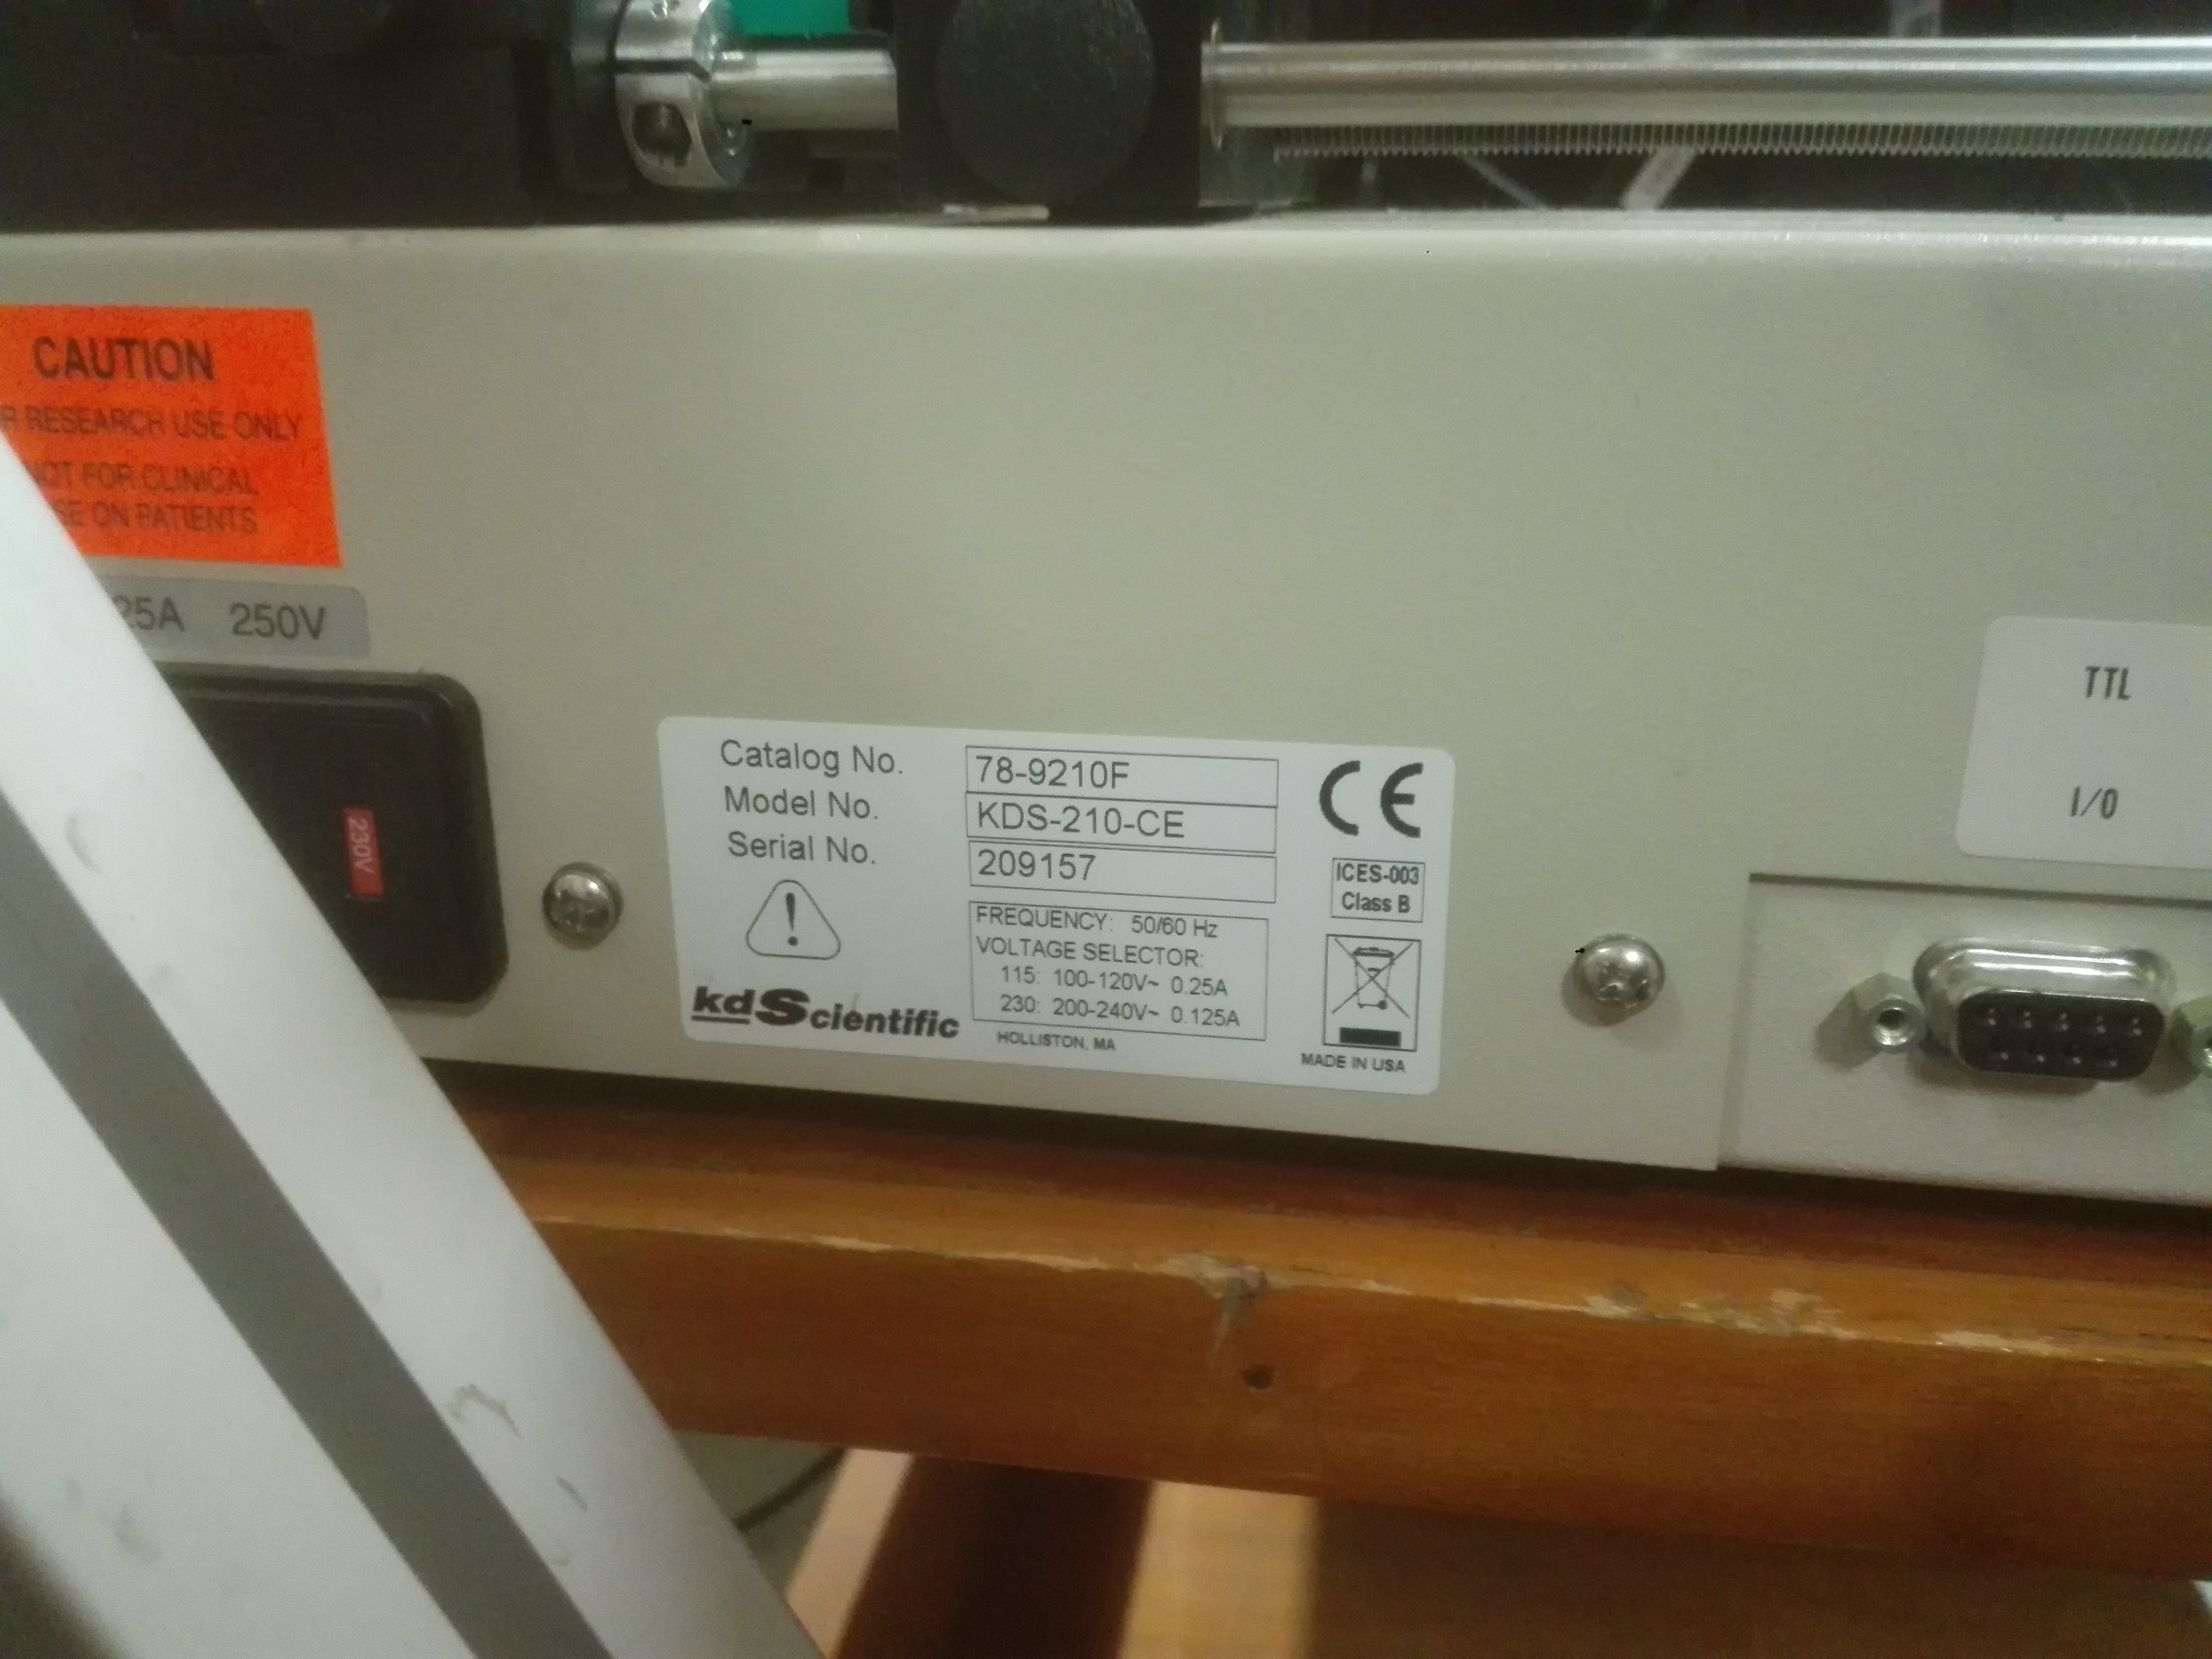 CAUTION
RESEARCH USE ONLY
NOT FOR CLINICAL
ON PATIENTS
25A 250V
230V
Catalog No. 78-9210F
Model No. KDS-210-CE
Serial No. 209157
FREQUENCY: 50/60 Hz
VOLTAGE SELECTOR:
115: 100-120V~ 0.25A
230: 200-240V~ 0.125A
kdScientific
HOLLISTON, MA
CE
ICES-003
Class B
MADE IN USA
TTL
I/O